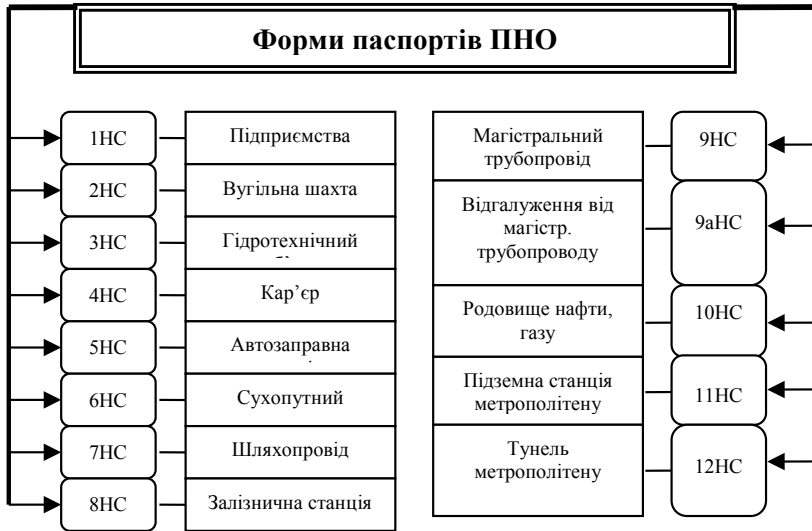 Форми паспортів ПНО
1НС
Підприємства
2НС
Вугільна шахта
3НС
Гідротехнічний
4НС
Кар’єр
5НС
Автозаправна
6НС
Сухопутний
7НС
Шляхопровід
8НС
Залізнична станція
Магістральний
трубопровід
9НС
Відгалуження від
магістр.
трубопроводу
9аНС
Родовище нафти,
газу
10НС
Підземна станція
метрополітену
11НС
Тунель
метрополітену
12НС